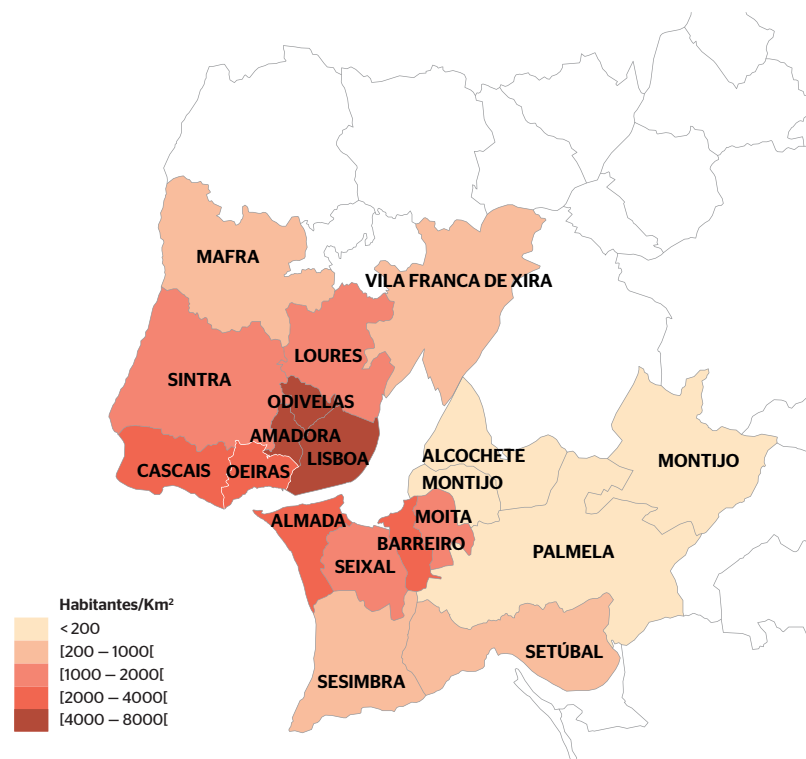 MAFRA
VILA FRANCA DE XIRA
LOURES
SINTRA
ODIVELAS
AMADORA
LISBOA
CASCAIS
OEIRAS
ALCOCHETE
MONTIJO
MONTIJO
ALMADA
MOITA
BARREIRO
SEIXAL
PALMELA
SETÚBAL
SESIMBRA
Habitantes/Km²
< 200
[200 – 1000[
[1000 – 2000[
[2000 – 4000[
[4000 – 8000[